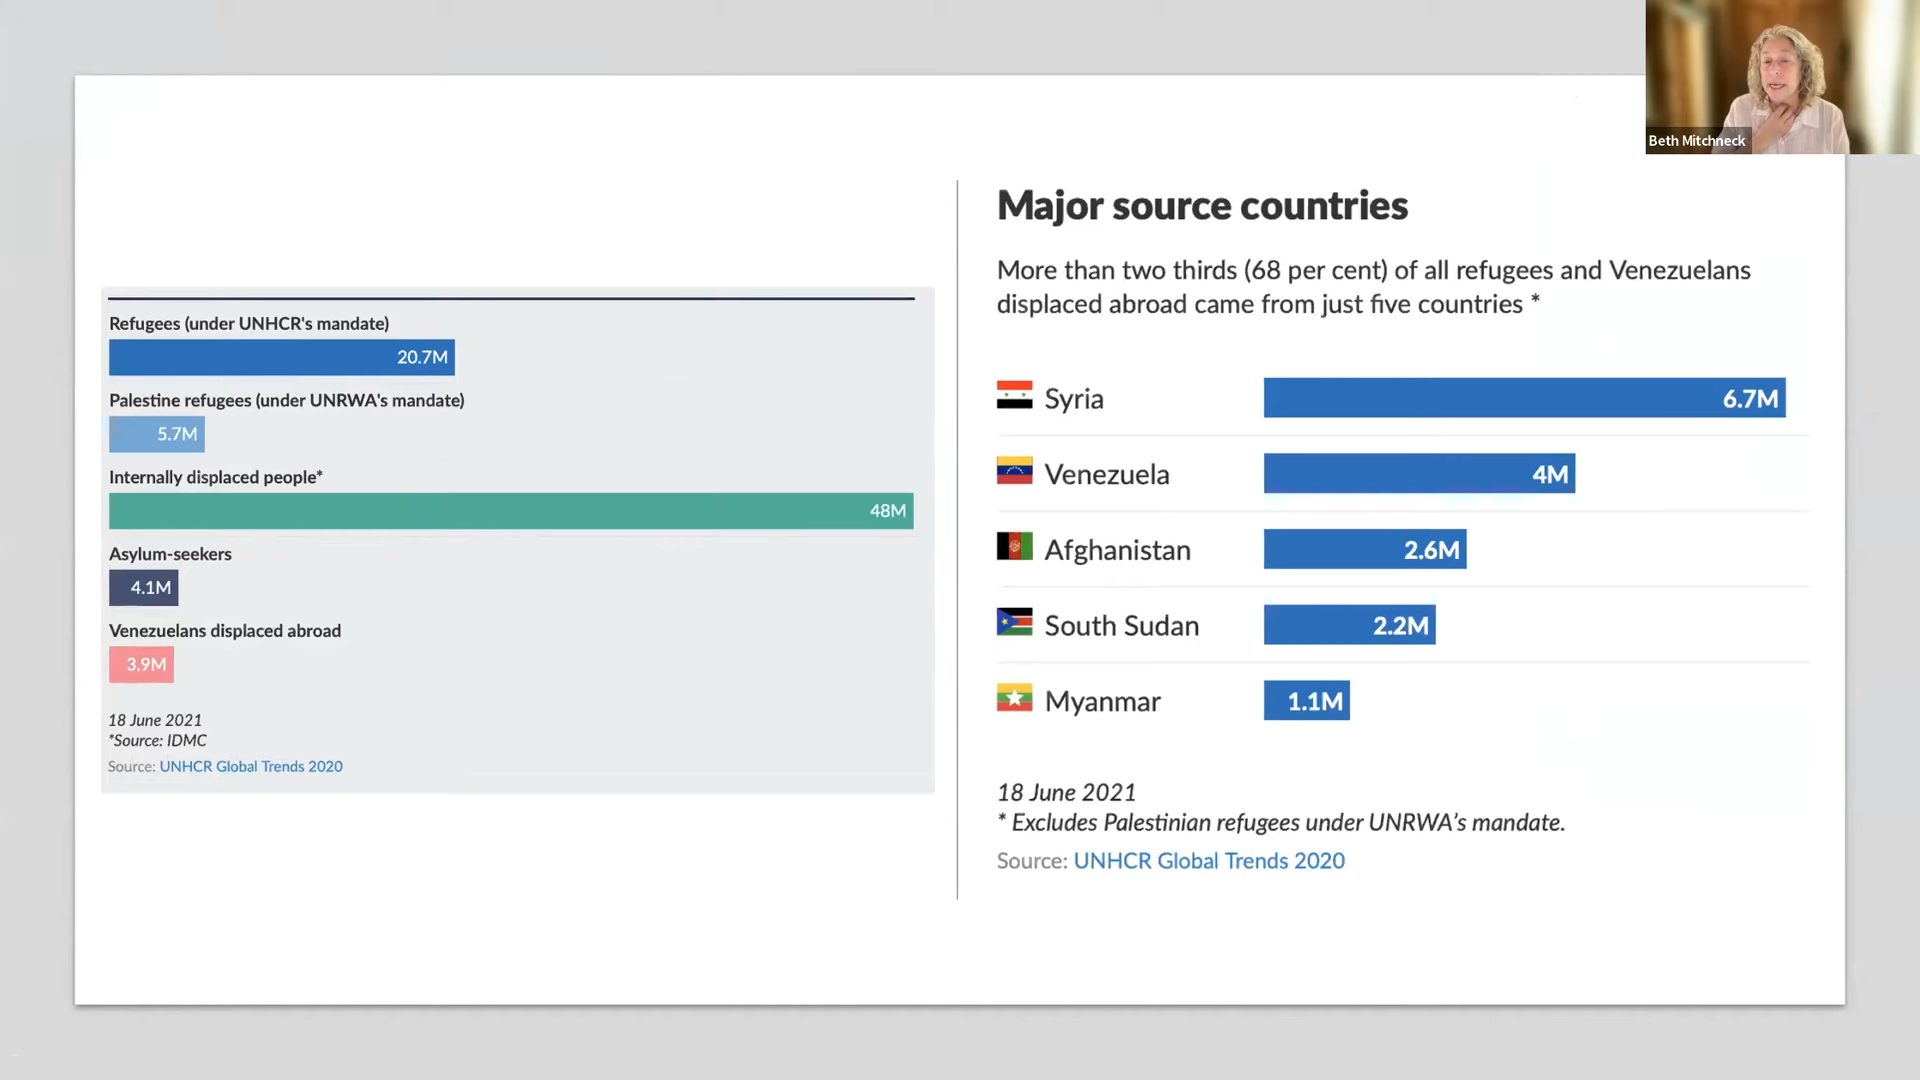 Beth Mitchneck
Refugees (under UNHCR's mandate)
20.7M
Palestine refugees (under UNRWA's mandate)
5.7M
Internally displaced people*
48M
Asylum-seekers
4.1M
Venezuelans displaced abroad
3.9M
18 June 2021
*Source: IDMC
Source: UNHCR Global Trends 2020
Major source countries
More than two thirds (68 per cent) of all refugees and Venezuelans
displaced abroad came from just five countries *
Syria 6.7M
Venezuela 4M
Afghanistan 2.6M
South Sudan 2.2M
Myanmar 1.1M
18 June 2021
* Excludes Palestinian refugees under UNRWA’s mandate.
Source: UNHCR Global Trends 2020